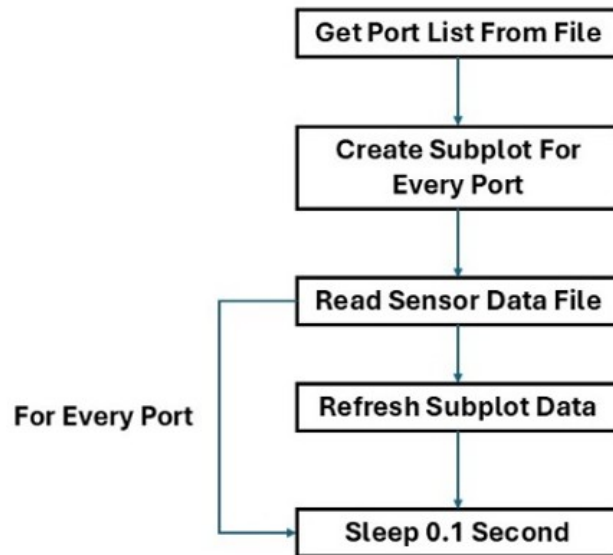 Get Port List From File
Create Subplot For
Every Port
Read Sensor Data File
Refresh Subplot Data
For Every Port
Sleep 0.1 Second